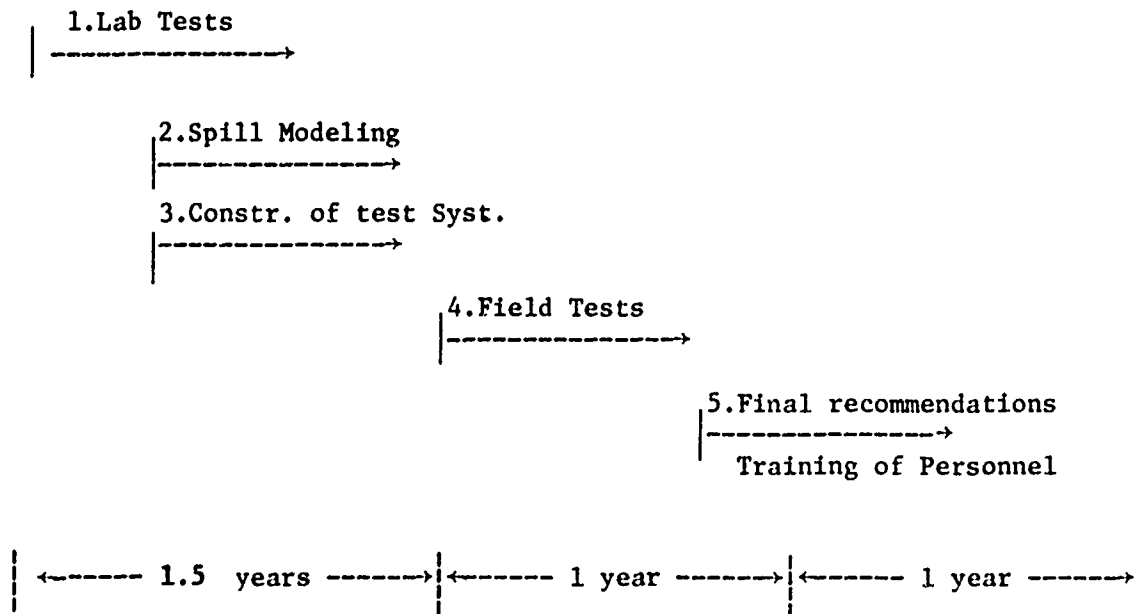 1.Lab Tests
2.Spill Modeling
3.Constr. of test Syst.
4.Field Tests
5.Final recommendations
Training of Personnel
1.5 years
1 year
1 year